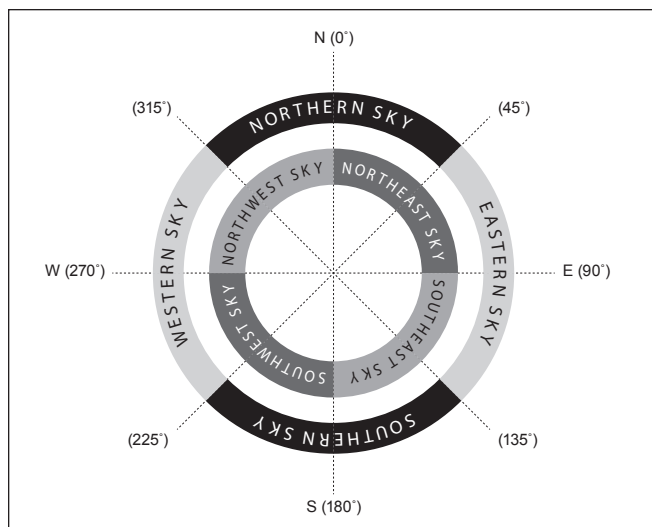 N (0˚)
(315˚)
(45˚)
NORTHERN SKY
NORTHWEST SKY
NORTHEAST SKY
WESTERN SKY
EASTERN SKY
W (270˚)
E (90˚)
SOUTHWEST SKY
SOUTHEAST SKY
SOUTHERN SKY
(225˚)
(135˚)
S (180˚)